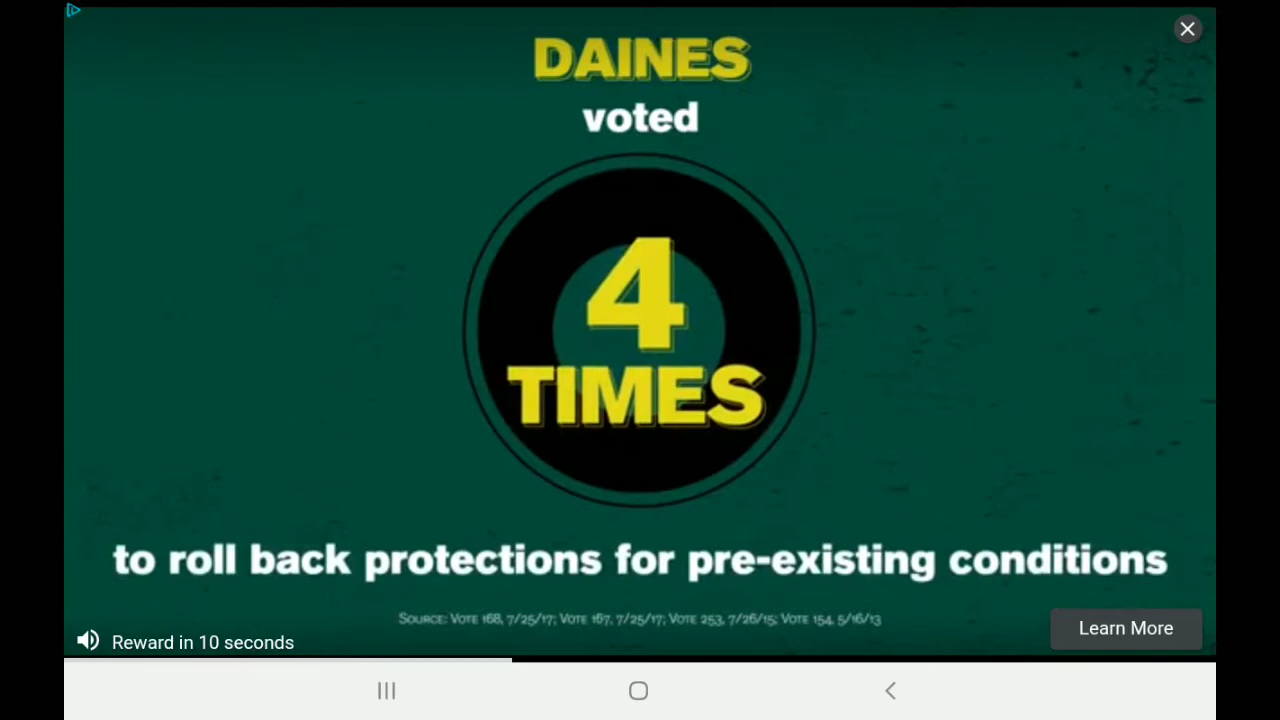 DAINES
voted
4
TIMES
to roll back protections for pre-existing conditions
Source: Vote 168, 7/25/17; Vote 167, 7/25/17; Vote 253, 7/26/15; Vote 154, 5/16/13
Learn More
Reward in 10 seconds